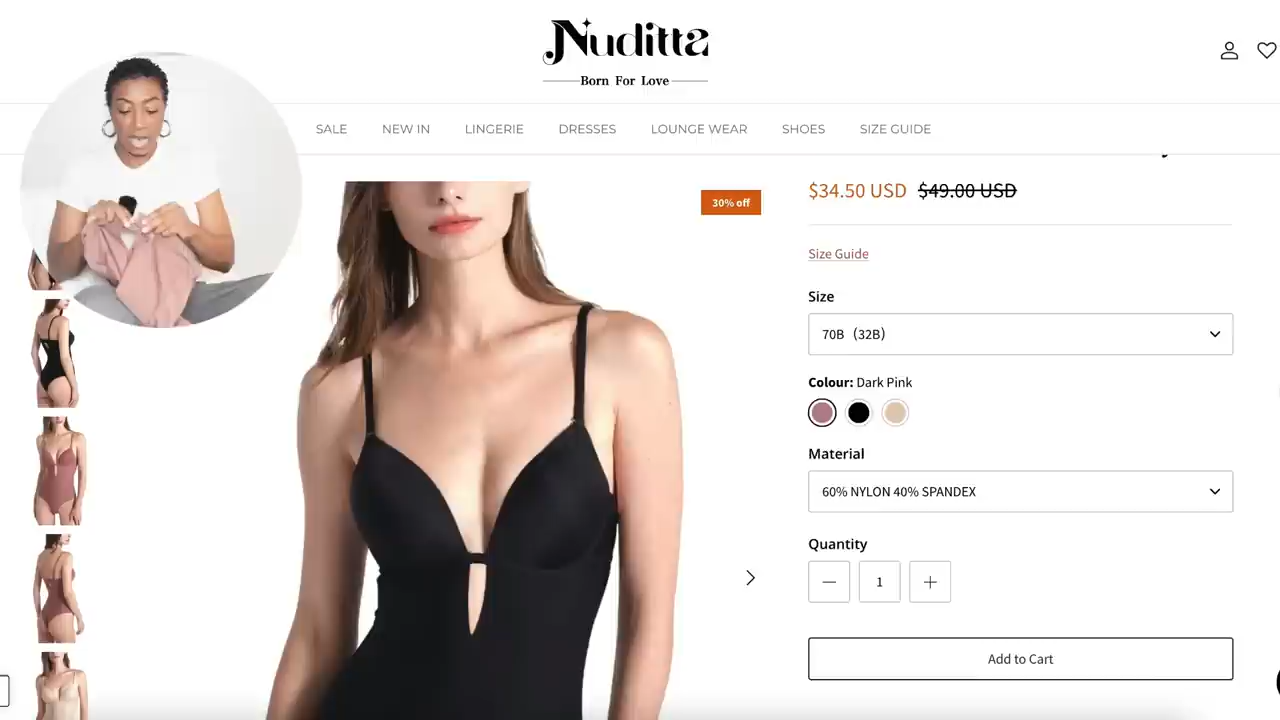 Nuditta
Born For Love
SALE NEW IN LINGERIE DRESSES LOUNGE WEAR SHOES SIZE GUIDE
30% off
$34.50 USD $49.00 USD
Size Guide
Size
70B (32B)
Colour: Dark Pink
Material
60% NYLON 40% SPANDEX
Quantity
1
Add to Cart